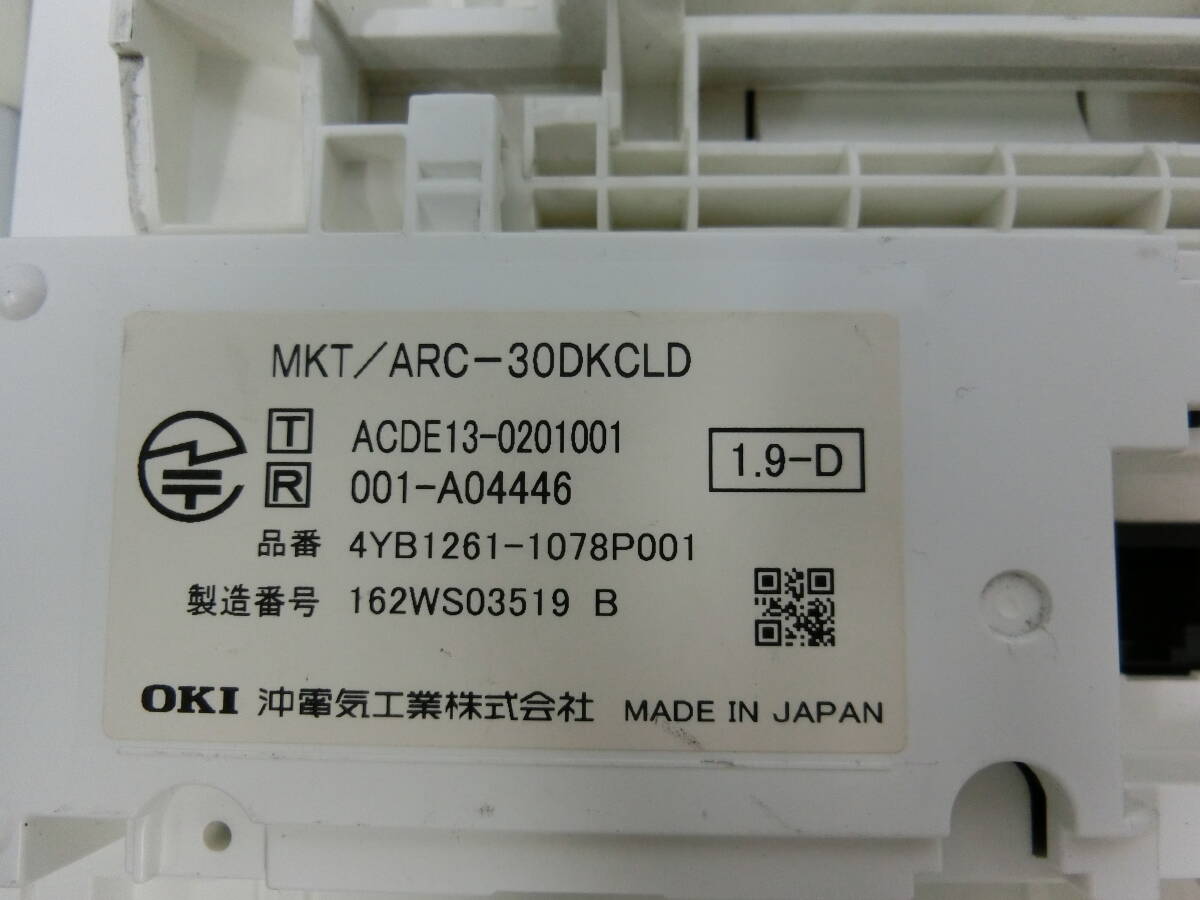 MKT/ARC-30DKCLD
T ACDE13-0201001
R 001-A04446
1.9-D
品番 4YB1261-1078P001
製造番号 162WS03519 B
OKI 沖電気工業株式会社 MADE IN JAPAN